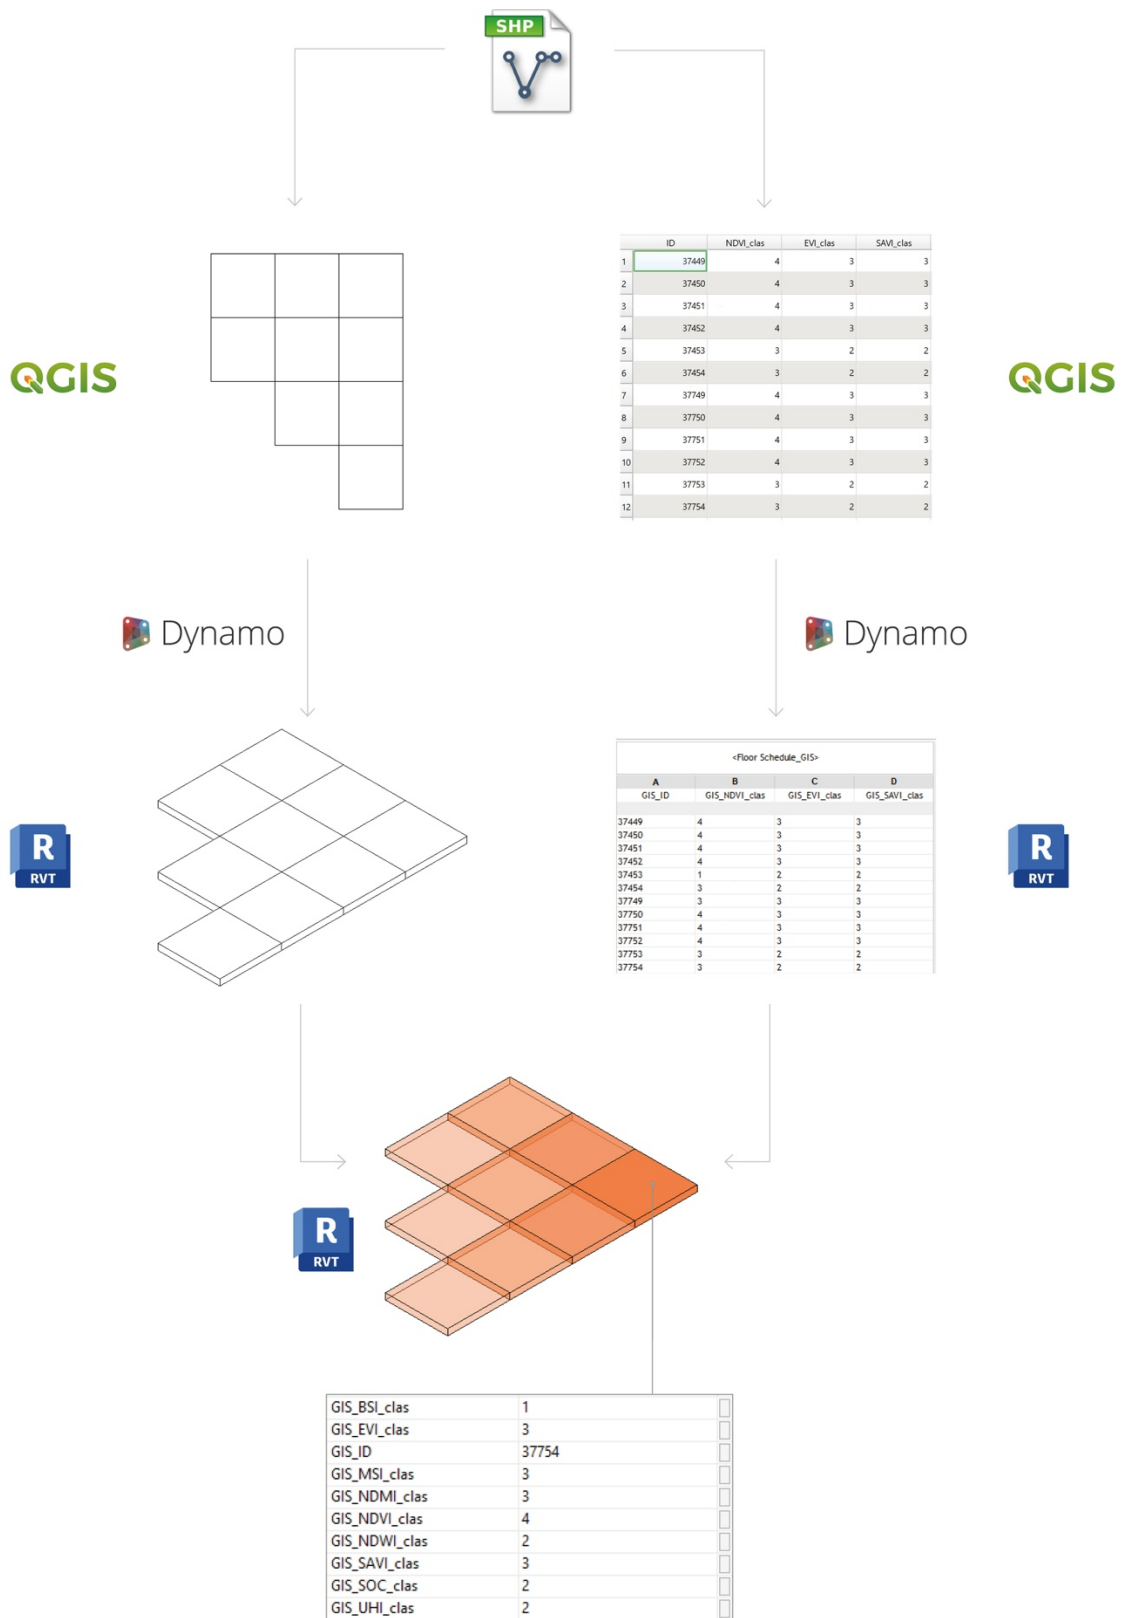 SHP
QGIS
ID NDVI_clas EVI_clas SAVI_clas
1 37449 4 3 3
2 37450 4 3 3
3 37451 4 3 3
4 37452 4 3 3
5 37453 3 2 2
6 37454 3 2 2
7 37749 4 3 3
8 37750 4 3 3
9 37751 4 3 3
10 37752 4 3 3
11 37753 3 2 2
12 37754 3 2 2
QGIS
Dynamo
Dynamo
R
RVT
<Floor Schedule_GIS>
A B C D
GIS_ID GIS_NDVI_clas GIS_EVI_clas GIS_SAVI_clas
37449 4 3 3
37450 4 3 3
37451 4 3 3
37452 4 3 3
37453 1 2 2
37454 3 2 2
37749 3 3 3
37750 4 3 3
37751 4 3 3
37752 4 3 3
37753 3 2 2
37754 3 2 2
R
RVT
R
RVT
GIS_BSI_clas 1
GIS_EVI_clas 3
GIS_ID 37754
GIS_MSI_clas 3
GIS_NDMI_clas 3
GIS_NDVI_clas 4
GIS_NDWI_clas 2
GIS_SAVI_clas 3
GIS_SOC_clas 2
GIS_UHI_clas 2